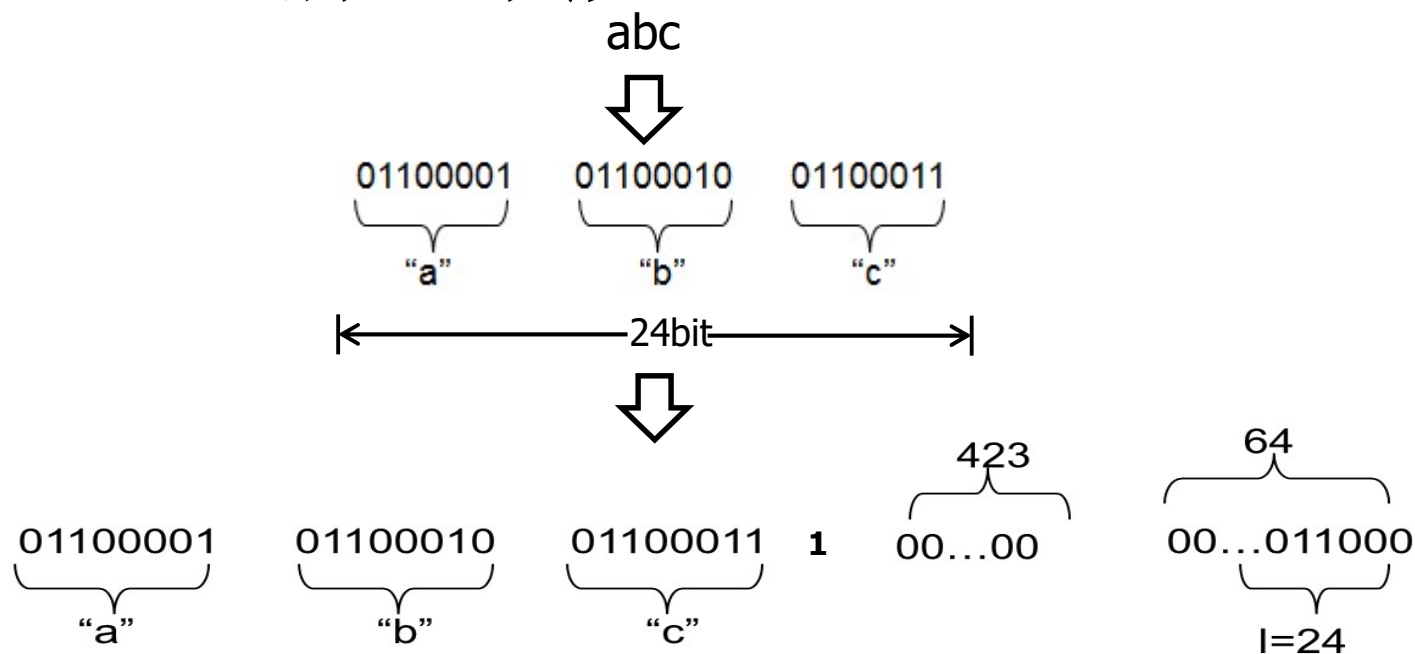 abc
01100001 01100010 01100011
“a” “b” “c”
24bit
423 64
01100001 01100010 01100011 1 00...00 00...011000
“a” “b” “c”
l=24